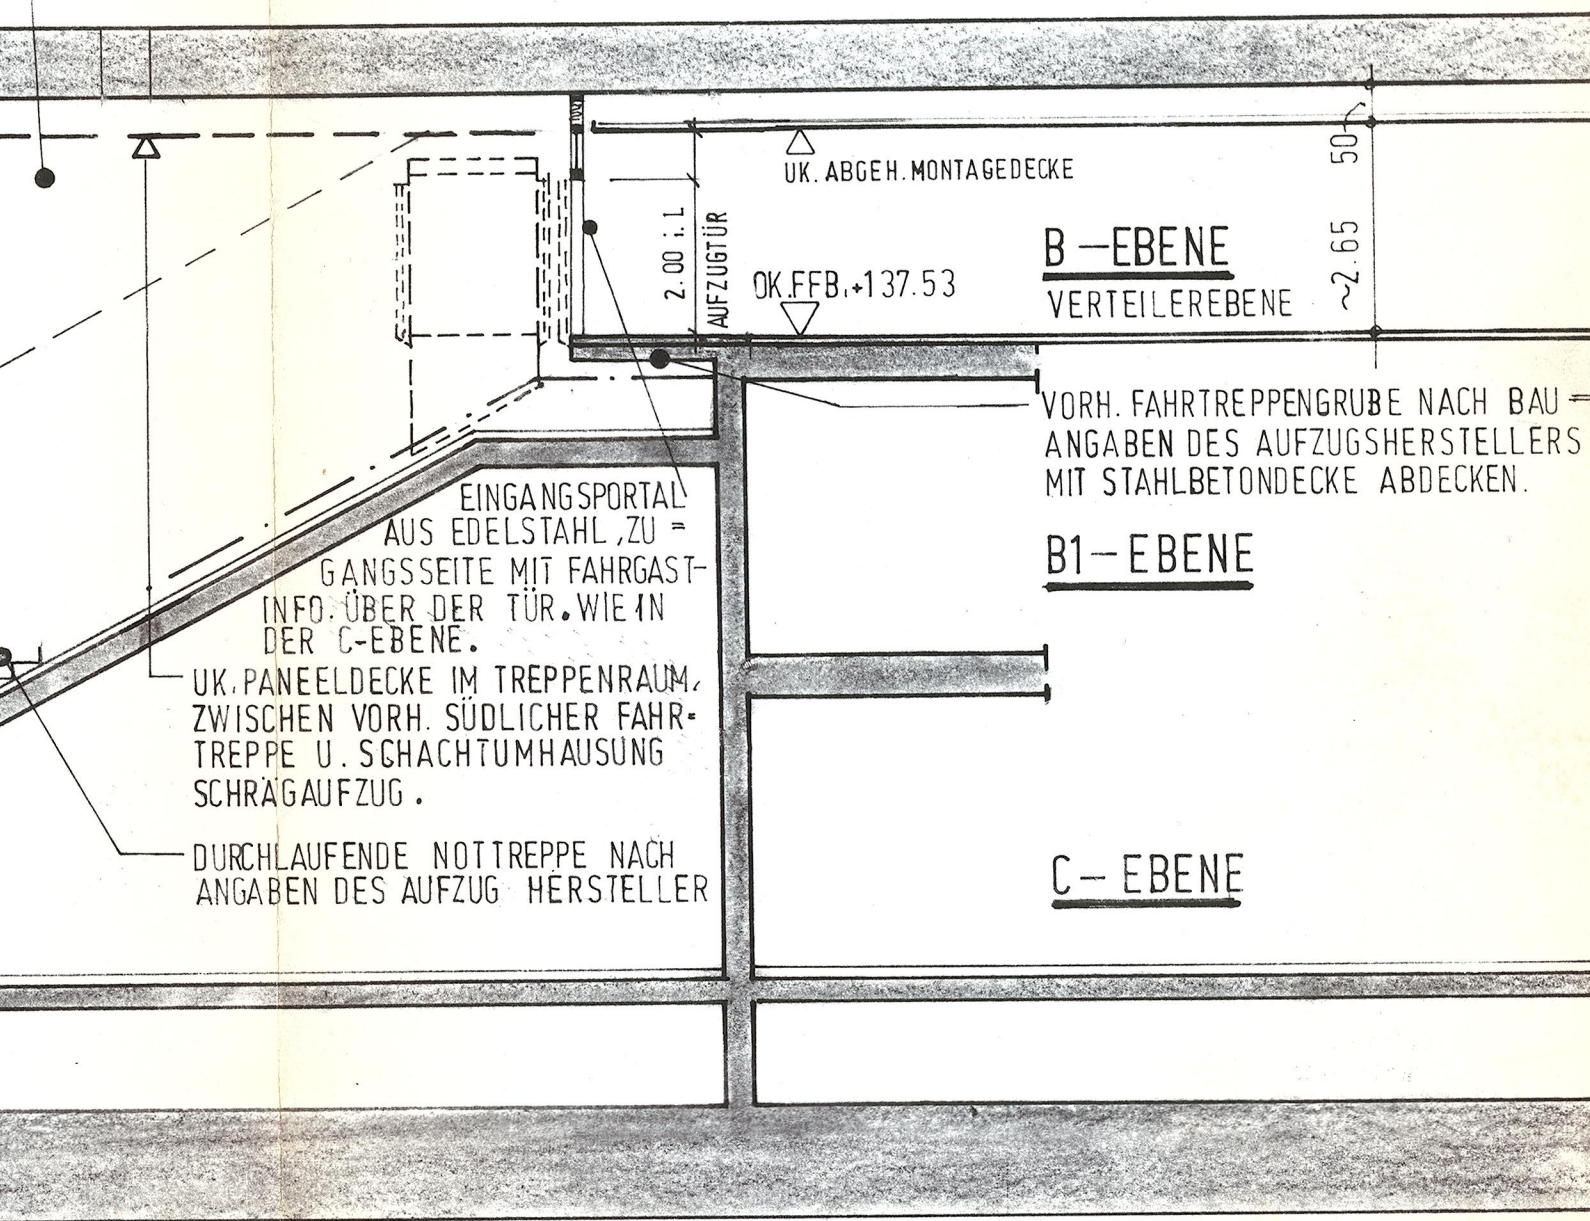 50
UK. ABGEH. MONTAGEDECKE
2.00 i. L
AUFZUGTÜR
B – EBENE
VERTEILEREBENE
~2.65
OK.FFB. +137.53
VORH. FAHRTREPPENGRUBE NACH BAU =
ANGABEN DES AUFZUGSHERSTELLERS
MIT STAHLBETONDECKE ABDECKEN.
B1 – EBENE
EINGANGSPORTAL
AUS EDELSTAHL, ZU =
GANGSSEITE MIT FAHRGAST-
INFO. ÜBER DER TÜR. WIE IN
DER C-EBENE.
UK. PANEELDECKE IM TREPPENRAUM,
ZWISCHEN VORH. SÜDLICHER FAHR=
TREPPE U. SCHACHTUMHAUSUNG
SCHRÄGAUFZUG.
DURCHLAUFENDE NOTTREPPE NACH
ANGABEN DES AUFZUG HERSTELLER
C – EBENE